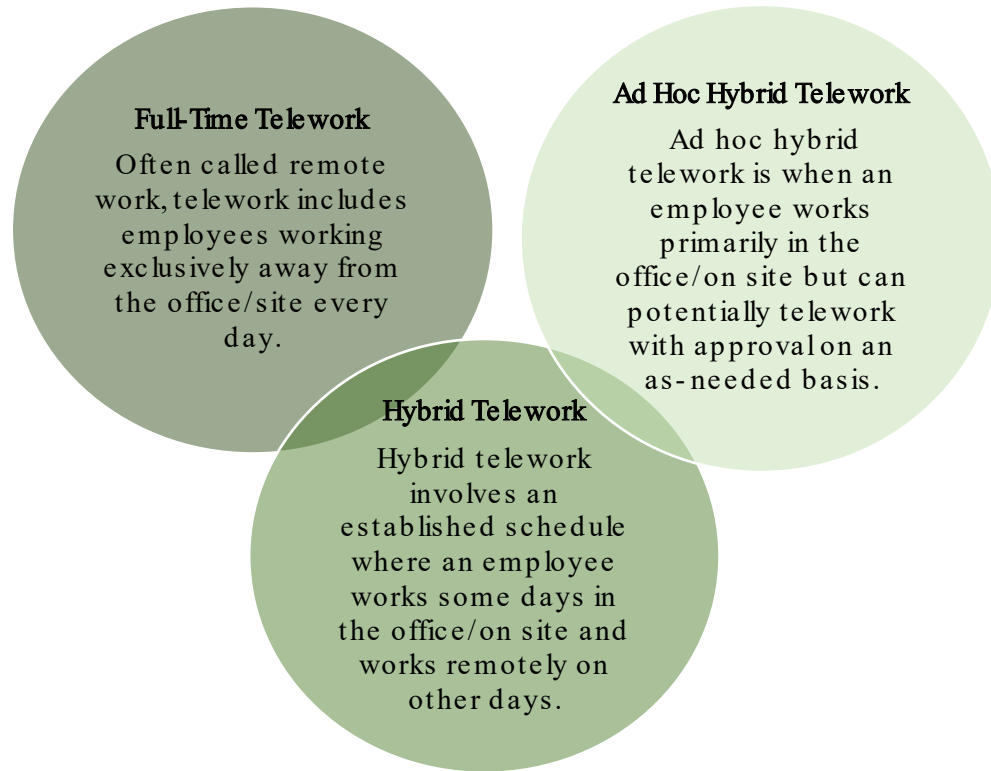 Full-Time Telework
Often called remote
work, telework includes
employees working
exclusively away from
the office/site every
day.
Ad Hoc Hybrid Telework
Ad hoc hybrid
telework is when an
employee works
primarily in the
office/on site but can
potentially telework
with approval on an
as-needed basis.
Hybrid Telework
Hybrid telework
involves an
established schedule
where an employee
works some days in
the office/on site and
works remotely on
other days.